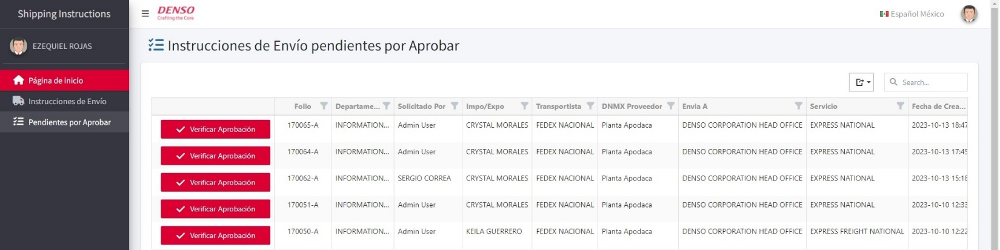 Shipping Instructions
DENSO
Crafting the Core
Español México
EZEQUIEL ROJAS
Instrucciones de Envío pendientes por Aprobar
Página de inicio
Instrucciones de Envío
Pendientes por Aprobar
Search...
Folio Departame... Solicitado Por Impo/Expo Transportista DNMX Proveedor Envia A Servicio Fecha de Crea...
Verificar Aprobación 170065-A INFORMATION... Admin User CRYSTAL MORALES FEDEX NACIONAL Planta Apodaca DENSO CORPORATION HEAD OFFICE EXPRESS NATIONAL 2023-10-13 18:47
Verificar Aprobación 170064-A INFORMATION... Admin User CRYSTAL MORALES FEDEX NACIONAL Planta Apodaca DENSO CORPORATION HEAD OFFICE EXPRESS NATIONAL 2023-10-13 17:45
Verificar Aprobación 170062-A INFORMATION... SERGIO CORREA CRYSTAL MORALES FEDEX NACIONAL Planta Apodaca DENSO CORPORATION HEAD OFFICE EXPRESS NATIONAL 2023-10-13 15:18
Verificar Aprobación 170051-A INFORMATION... Admin User CRYSTAL MORALES FEDEX NACIONAL Planta Apodaca DENSO CORPORATION HEAD OFFICE EXPRESS NATIONAL 2023-10-10 12:33
Verificar Aprobación 170050-A INFORMATION... Admin User KEILA GUERRERO FEDEX NACIONAL Planta Apodaca DENSO CORPORATION HEAD OFFICE EXPRESS FREIGHT NATIONAL 2023-10-10 12:22